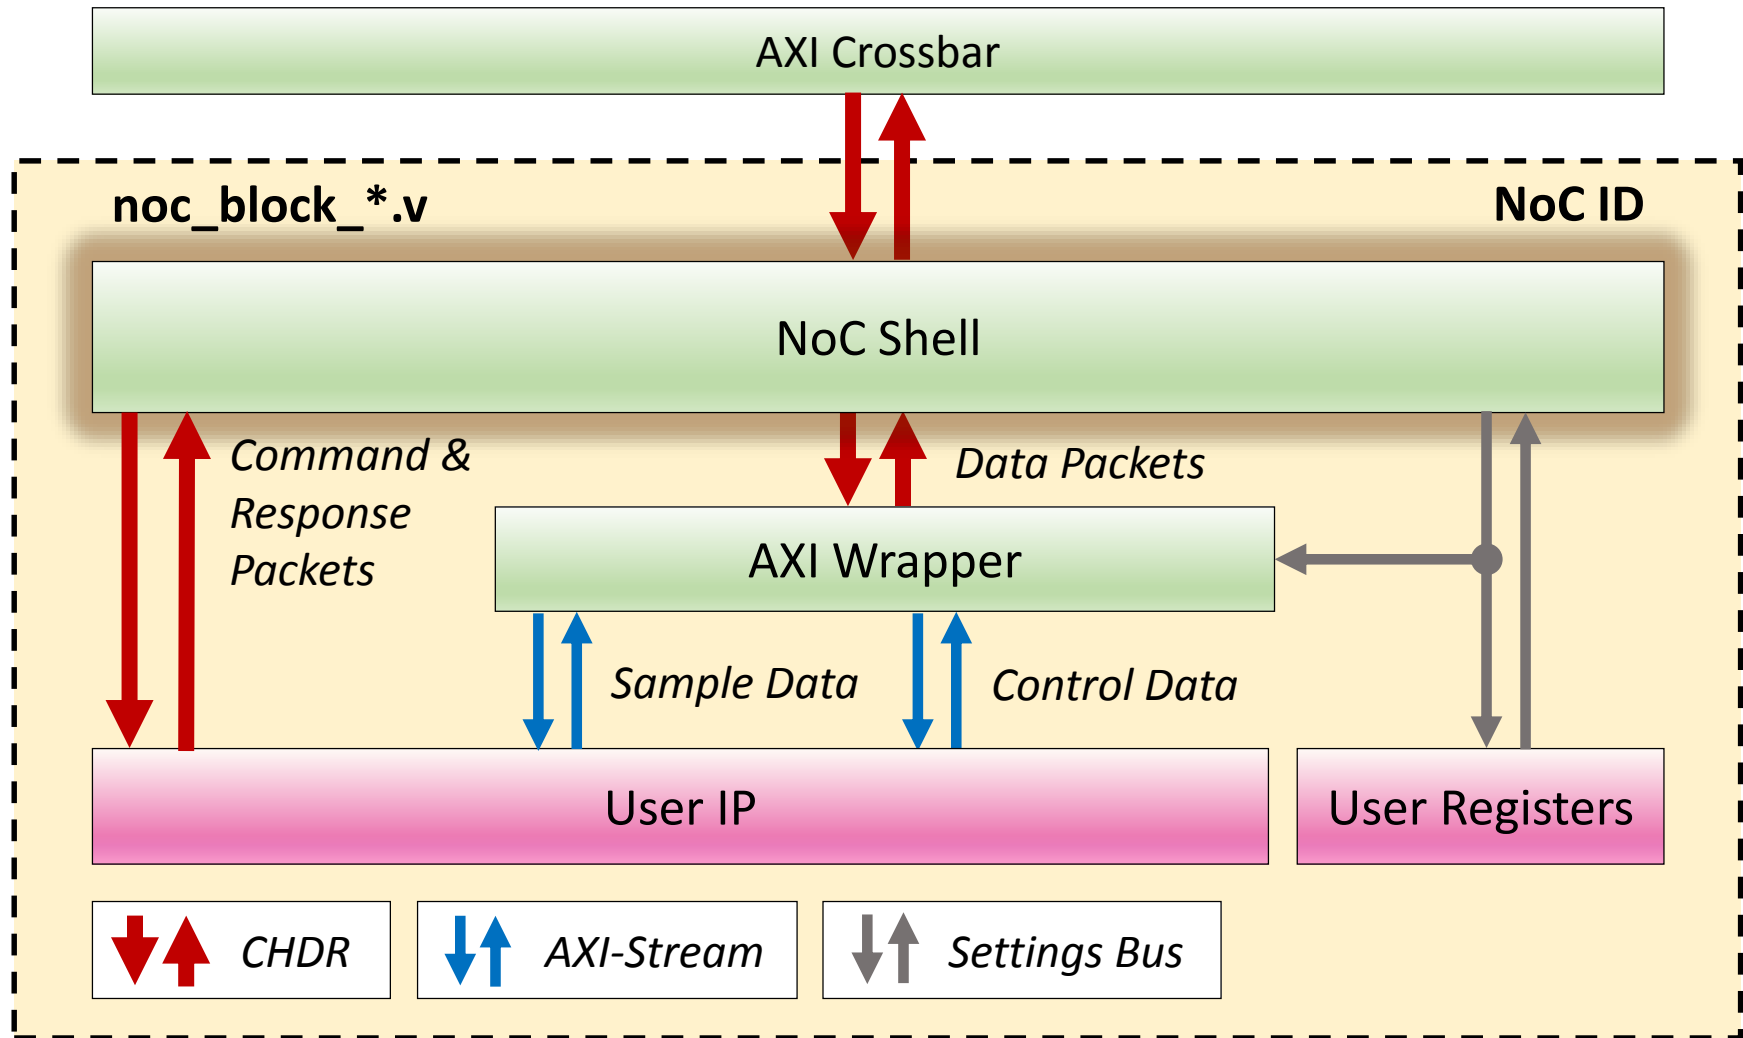 AXI Crossbar
noc_block_*.v
NoC ID
NoC Shell
Command &
Response
Packets
Data Packets
AXI Wrapper
Sample Data
Control Data
User IP
User Registers
CHDR
AXI-Stream
Settings Bus